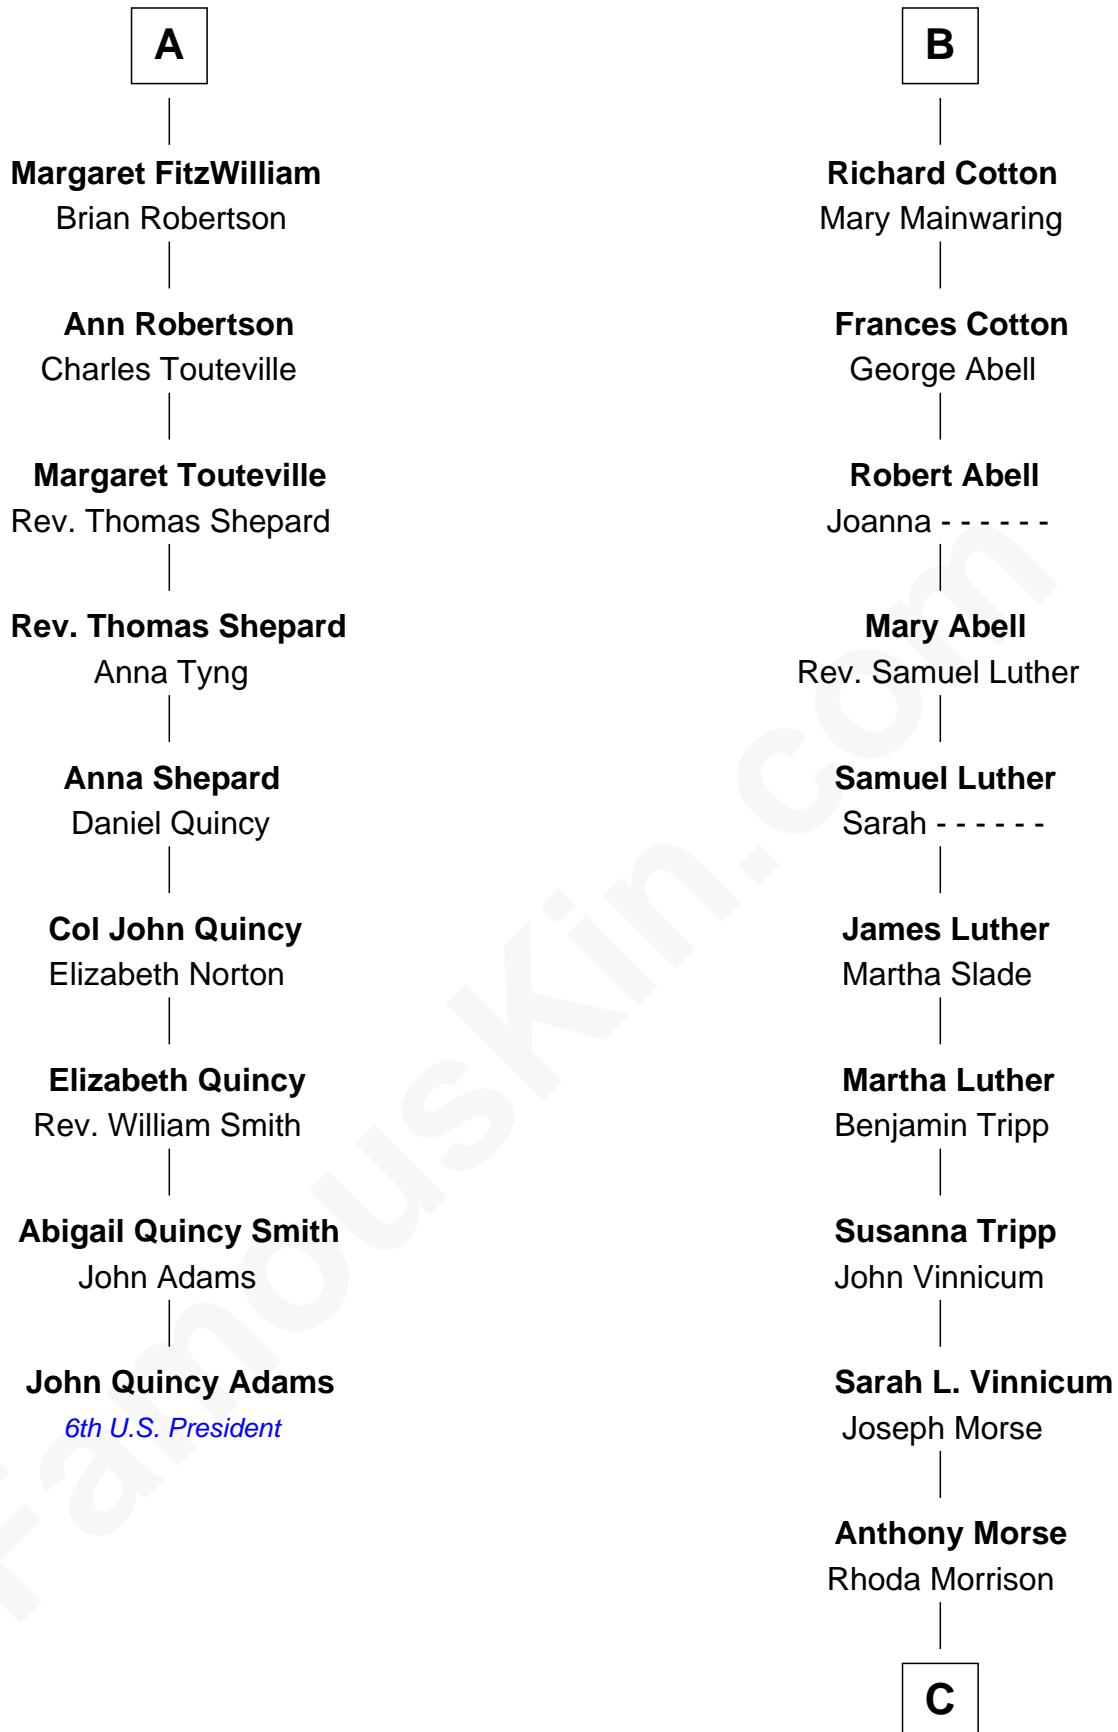 A
Margaret FitzWilliam
Brian Robertson
Ann Robertson
Charles Touteville
Margaret Touteville
Rev. Thomas Shepard
Rev. Thomas Shepard
Anna Tyng
Anna Shepard
Daniel Quincy
Col John Quincy
Elizabeth Norton
Elizabeth Quincy
Rev. William Smith
Abigail Quincy Smith
John Adams
John Quincy Adams
6th U.S. President
B
Richard Cotton
Mary Mainwaring
Frances Cotton
George Abell
Robert Abell
Joanna - - - - - -
Mary Abell
Rev. Samuel Luther
Samuel Luther
Sarah - - - - - -
James Luther
Martha Slade
Martha Luther
Benjamin Tripp
Susanna Tripp
John Vinnicum
Sarah L. Vinnicum
Joseph Morse
Anthony Morse
Rhoda Morrison
C
FamousKin.com